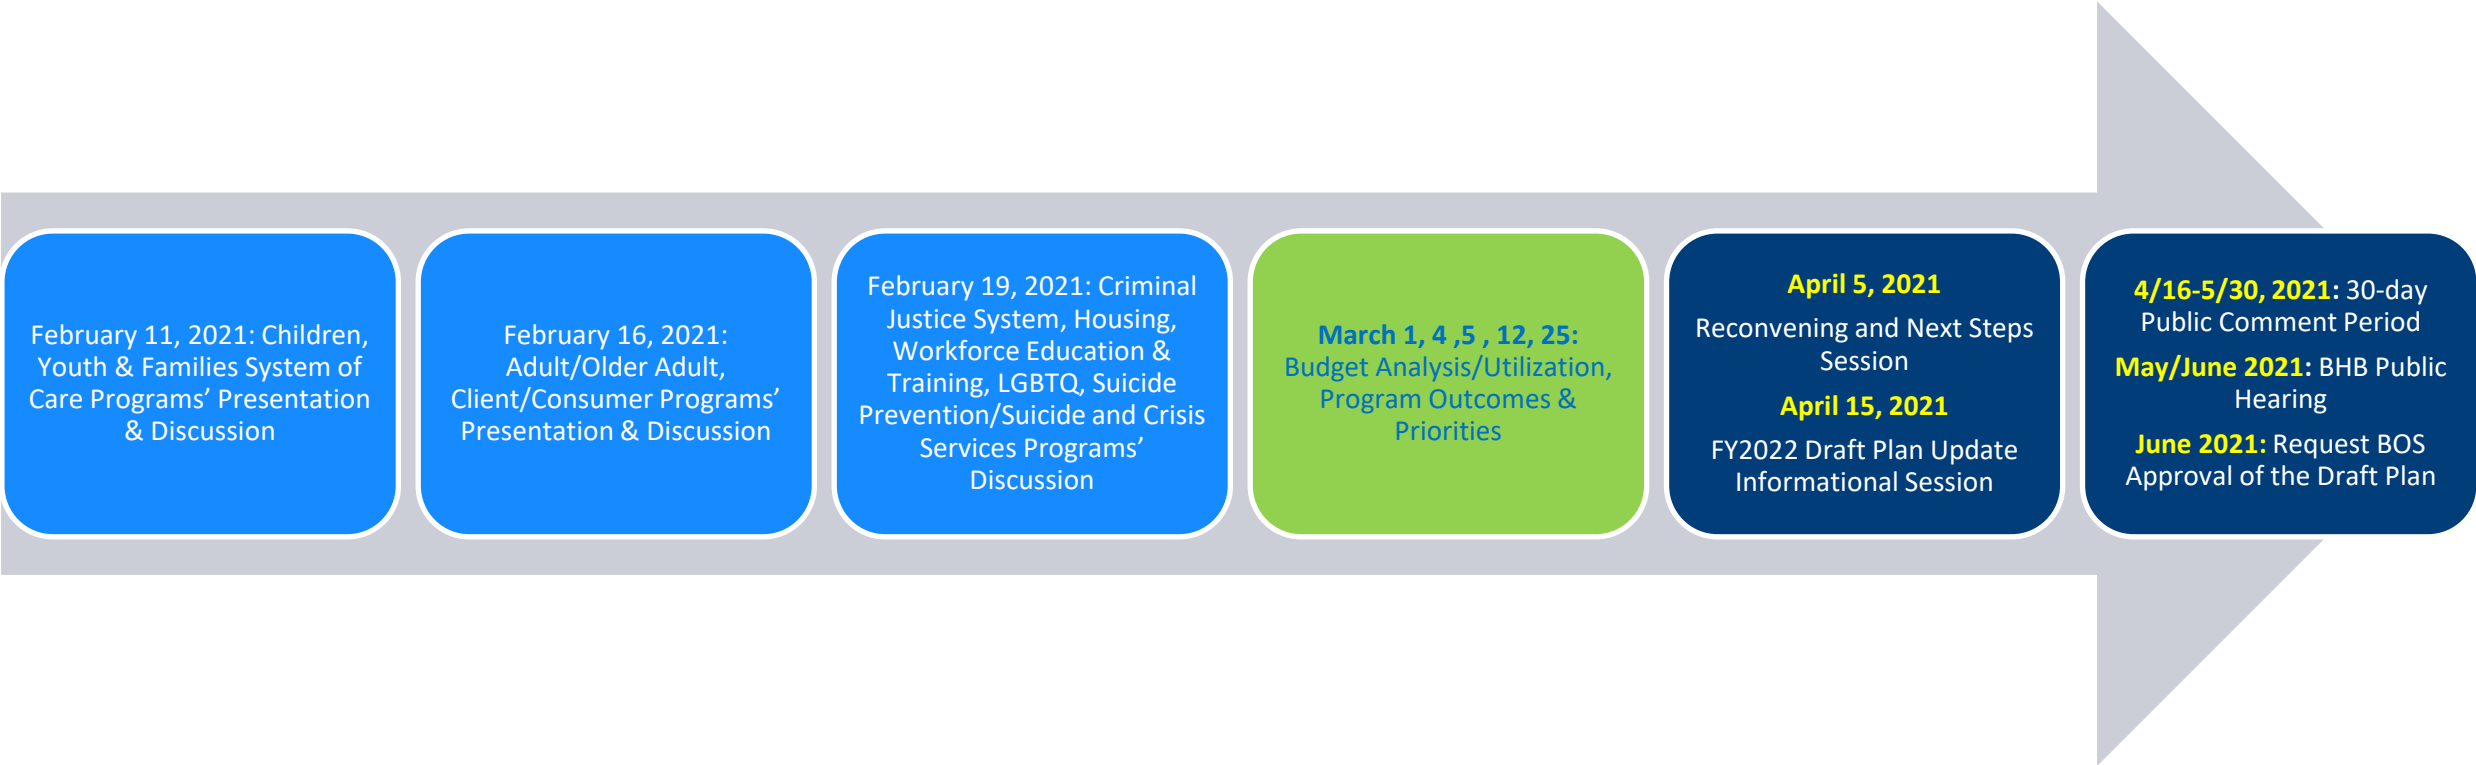 February 11, 2021: Children,
Youth & Families System of
Care Programs’ Presentation
& Discussion
February 16, 2021:
Adult/Older Adult,
Client/Consumer Programs’
Presentation & Discussion
February 19, 2021: Criminal
Justice System, Housing,
Workforce Education &
Training, LGBTQ, Suicide
Prevention/Suicide and Crisis
Services Programs’
Discussion
March 1, 4 ,5 , 12, 25:
Budget Analysis/Utilization,
Program Outcomes &
Priorities
April 5, 2021
Reconvening and Next Steps
Session
April 15, 2021
FY2022 Draft Plan Update
Informational Session
4/16-5/30, 2021: 30-day
Public Comment Period
May/June 2021: BHB Public
Hearing
June 2021: Request BOS
Approval of the Draft Plan